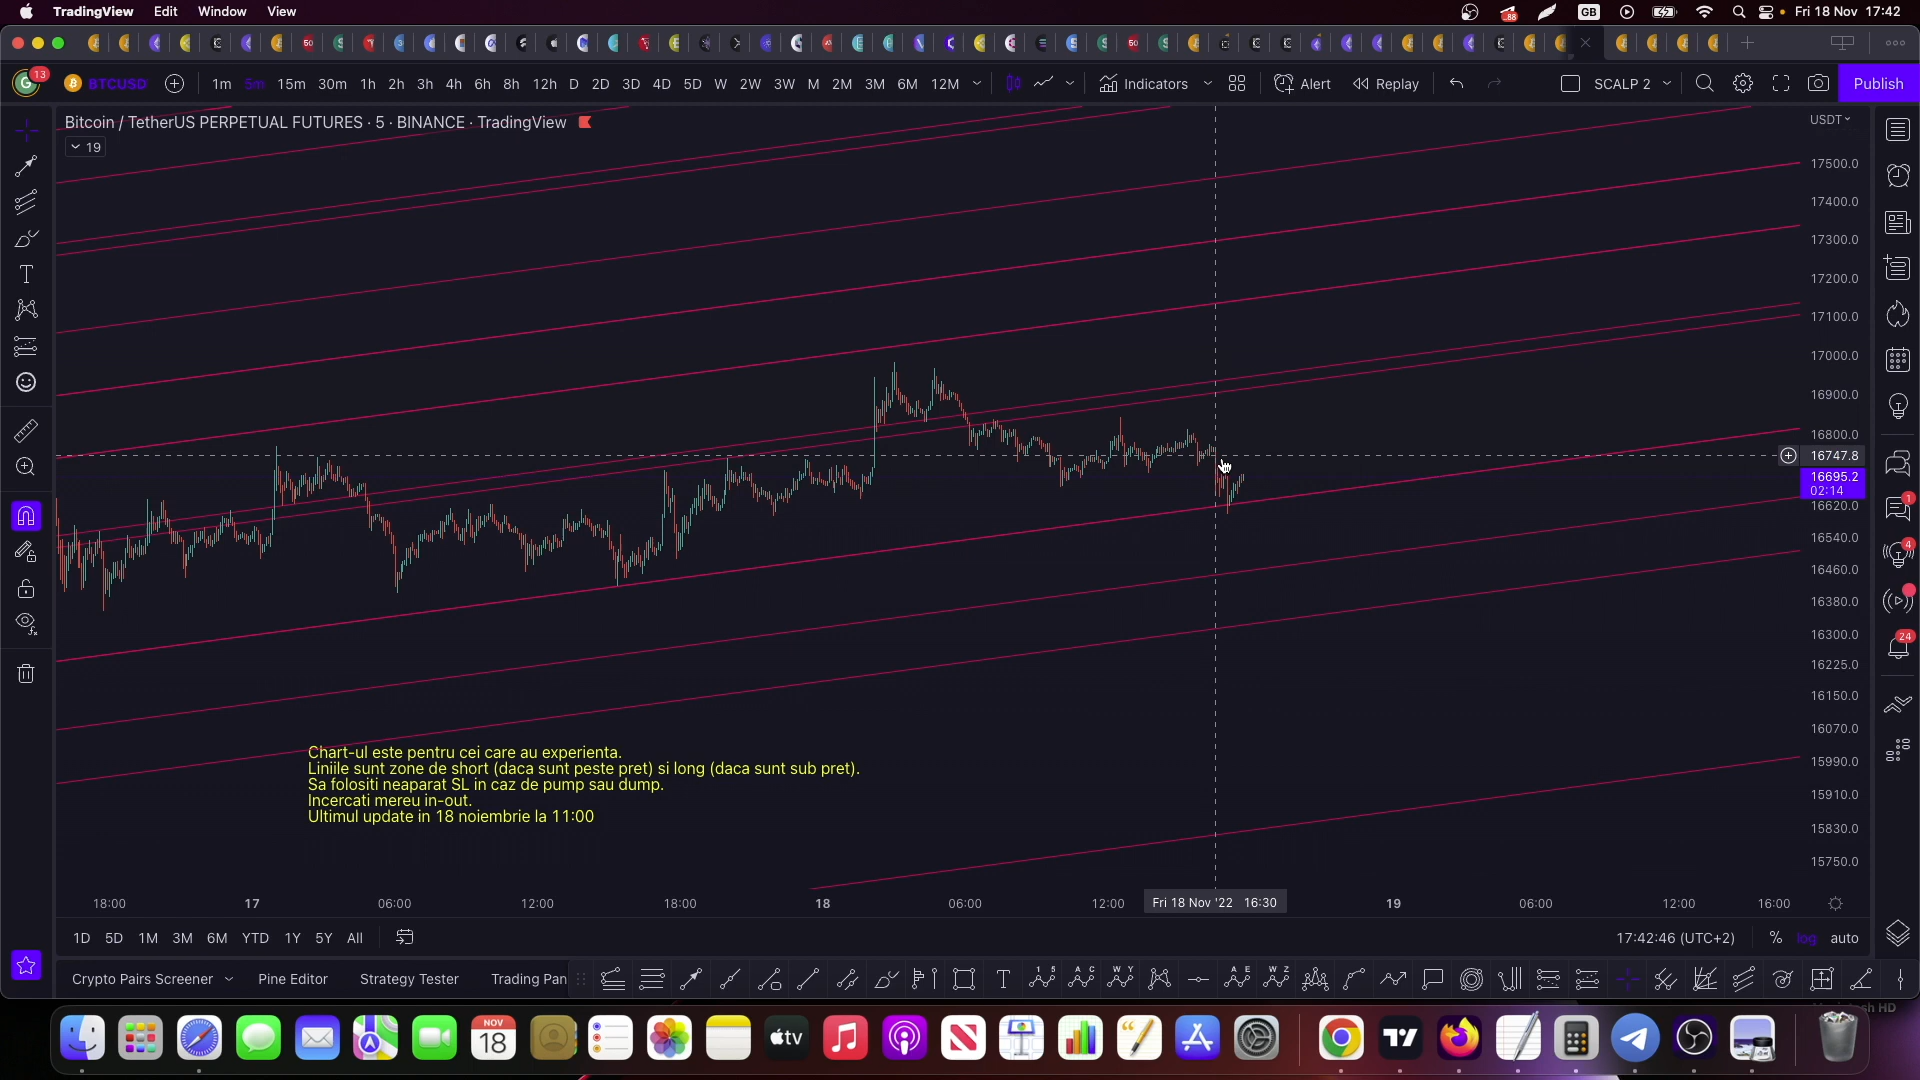 TradingView Edit Window View
88 GB Fri 18 Nov 17:42
G 13 BTCUSD 1m 5m 15m 30m 1h 2h 3h 4h 6h 8h 12h D 2D 3D 4D 5D W 2W 3W M 2M 3M 6M 12M Indicators Alert Replay SCALP 2 Publish
Bitcoin / TetherUS PERPETUAL FUTURES · 5 · BINANCE · TradingView
19
USDT
17500.0
17400.0
17300.0
17200.0
17100.0
17000.0
16900.0
16800.0
16747.8
16695.2
02:14
16620.0
16540.0
16460.0
16380.0
16300.0
16225.0
16150.0
16070.0
15990.0
15910.0
15830.0
15750.0
1
4
24
Chart-ul este pentru cei care au experienta.
Liniile sunt zone de short (daca sunt peste pret) si long (daca sunt sub pret).
Sa folositi neaparat SL in caz de pump sau dump.
Incercati mereu in-out.
Ultimul update in 18 noiembrie la 11:00
18:00 17 06:00 12:00 18:00 18 06:00 12:00 Fri 18 Nov '22 16:30 19 06:00 12:00 16:00
1D 5D 1M 3M 6M YTD 1Y 5Y All 17:42:46 (UTC+2) % log auto
Crypto Pairs Screener Pine Editor Strategy Tester Trading Pan
NOV
18
tv